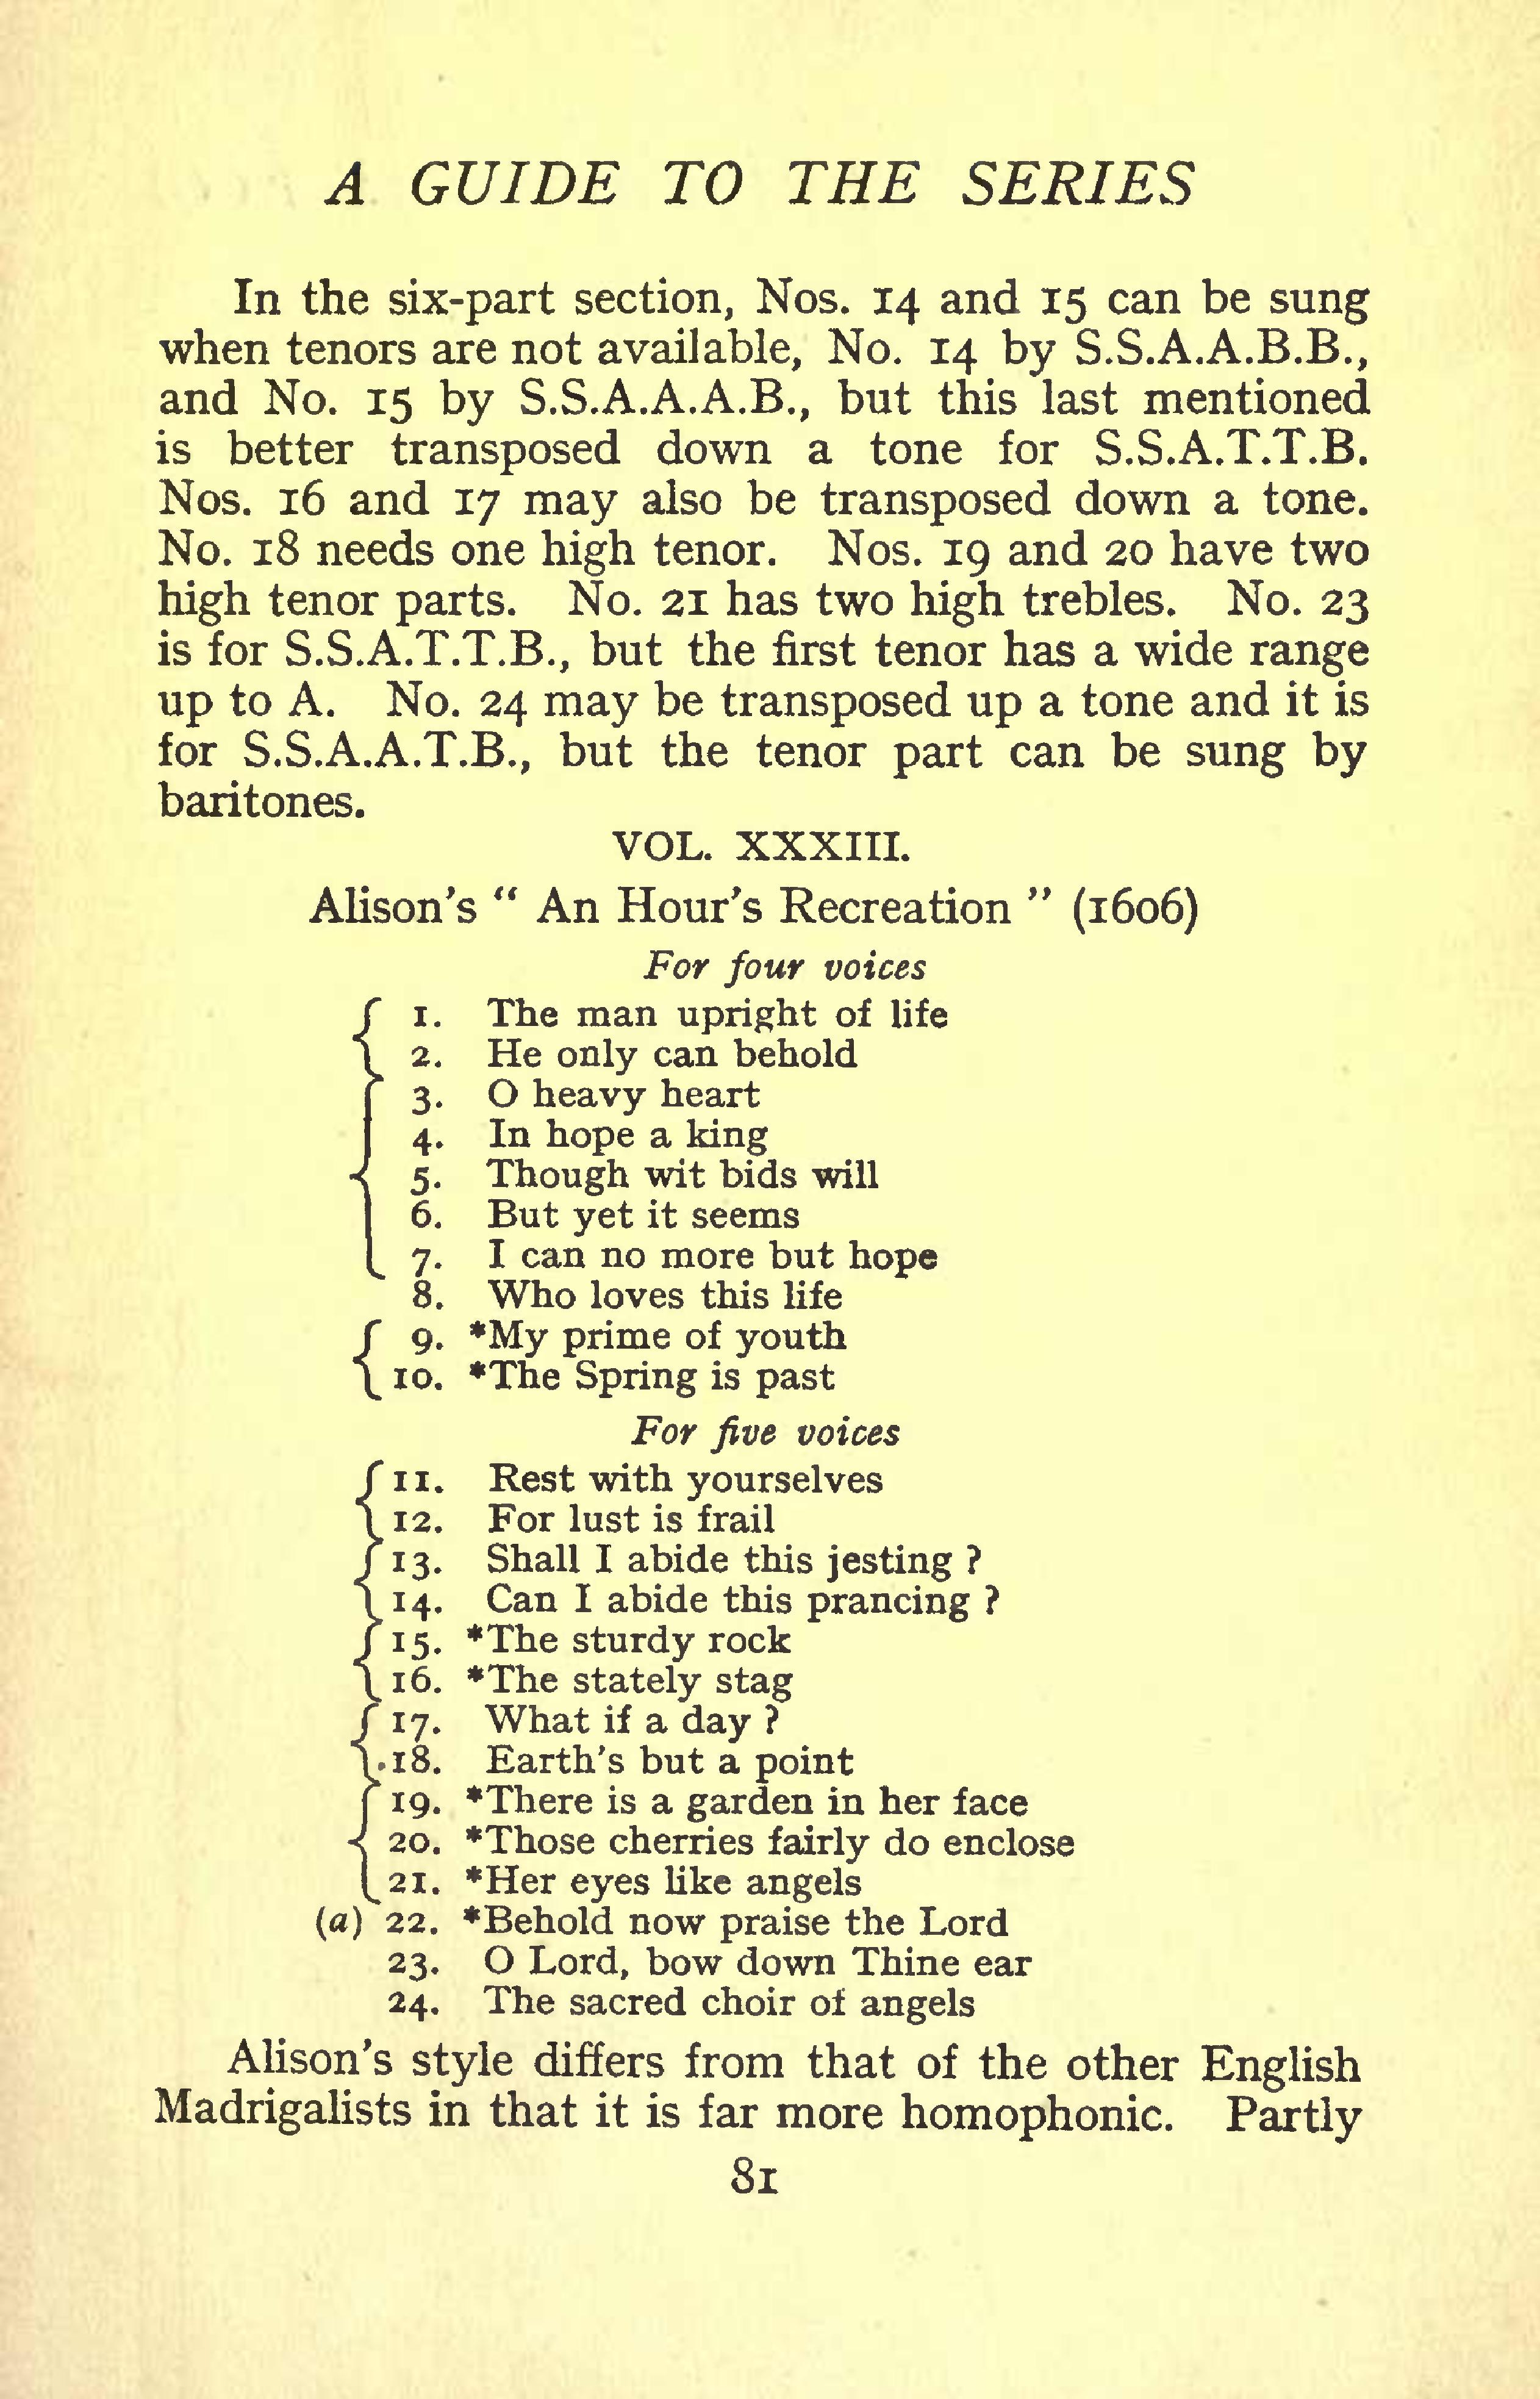 A GUIDE TO THE SERIES
In the six-part section, Nos. 14 and 15 can be sung
when tenors are not available, No. 14 by S.S.A.A.B.B.,
and No. 15 by S.S.A.A.A.B., but this last mentioned
is better transposed down a tone for S.S.A.T.T.B.
Nos. 16 and 17 may also be transposed down a tone.
No. 18 needs one high tenor. Nos. 19 and 20 have two
high tenor parts. No. 21 has two high trebles. No. 23
is for S.S.A.T.T.B., but the first tenor has a wide range
up to A. No. 24 may be transposed up a tone and it is
for S.S.A.A.T.B., but the tenor part can be sung by
baritones.
VOL. XXXIII.
Alison's " An Hour's Recreation " (1606)
For four voices
1. The man upright of life
2. He only can behold
3. O heavy heart
4. In hope a king
5. Though wit bids will
6. But yet it seems
7. I can no more but hope
8. Who loves this life
9. *My prime of youth
10. *The Spring is past
For five voices
11. Rest with yourselves
12. For lust is frail
13. Shall I abide this jesting ?
14. Can I abide this prancing ?
15. *The sturdy rock
16. *The stately stag
17. What if a day ?
18. Earth's but a point
19. *There is a garden in her face
20. *Those cherries fairly do enclose
21. *Her eyes like angels
(a) 22. *Behold now praise the Lord
23. O Lord, bow down Thine ear
24. The sacred choir of angels
Alison's style differs from that of the other English
Madrigalists in that it is far more homophonic. Partly
81